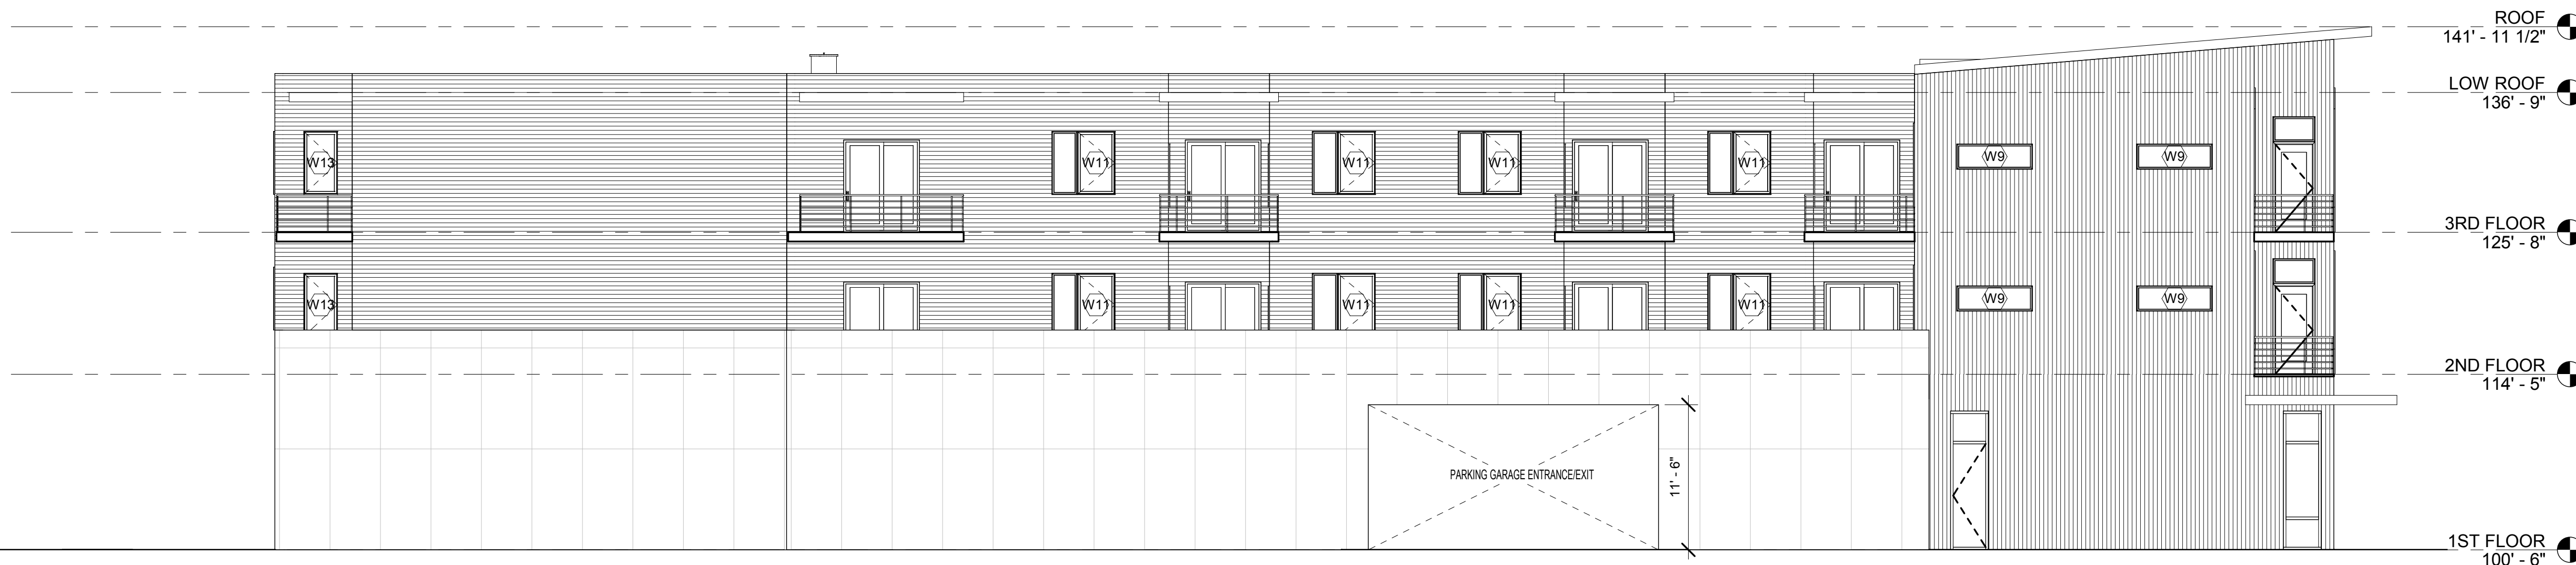 ROOF
141' - 11 1/2"
LOW ROOF
136' - 9"
W13
W11
W11
W11
W11
W9
W9
3RD FLOOR
125' - 8"
W13
W11
W11
W11
W11
W9
W9
2ND FLOOR
114' - 5"
PARKING GARAGE ENTRANCE/EXIT
11' - 6"
1ST FLOOR
100' - 6"